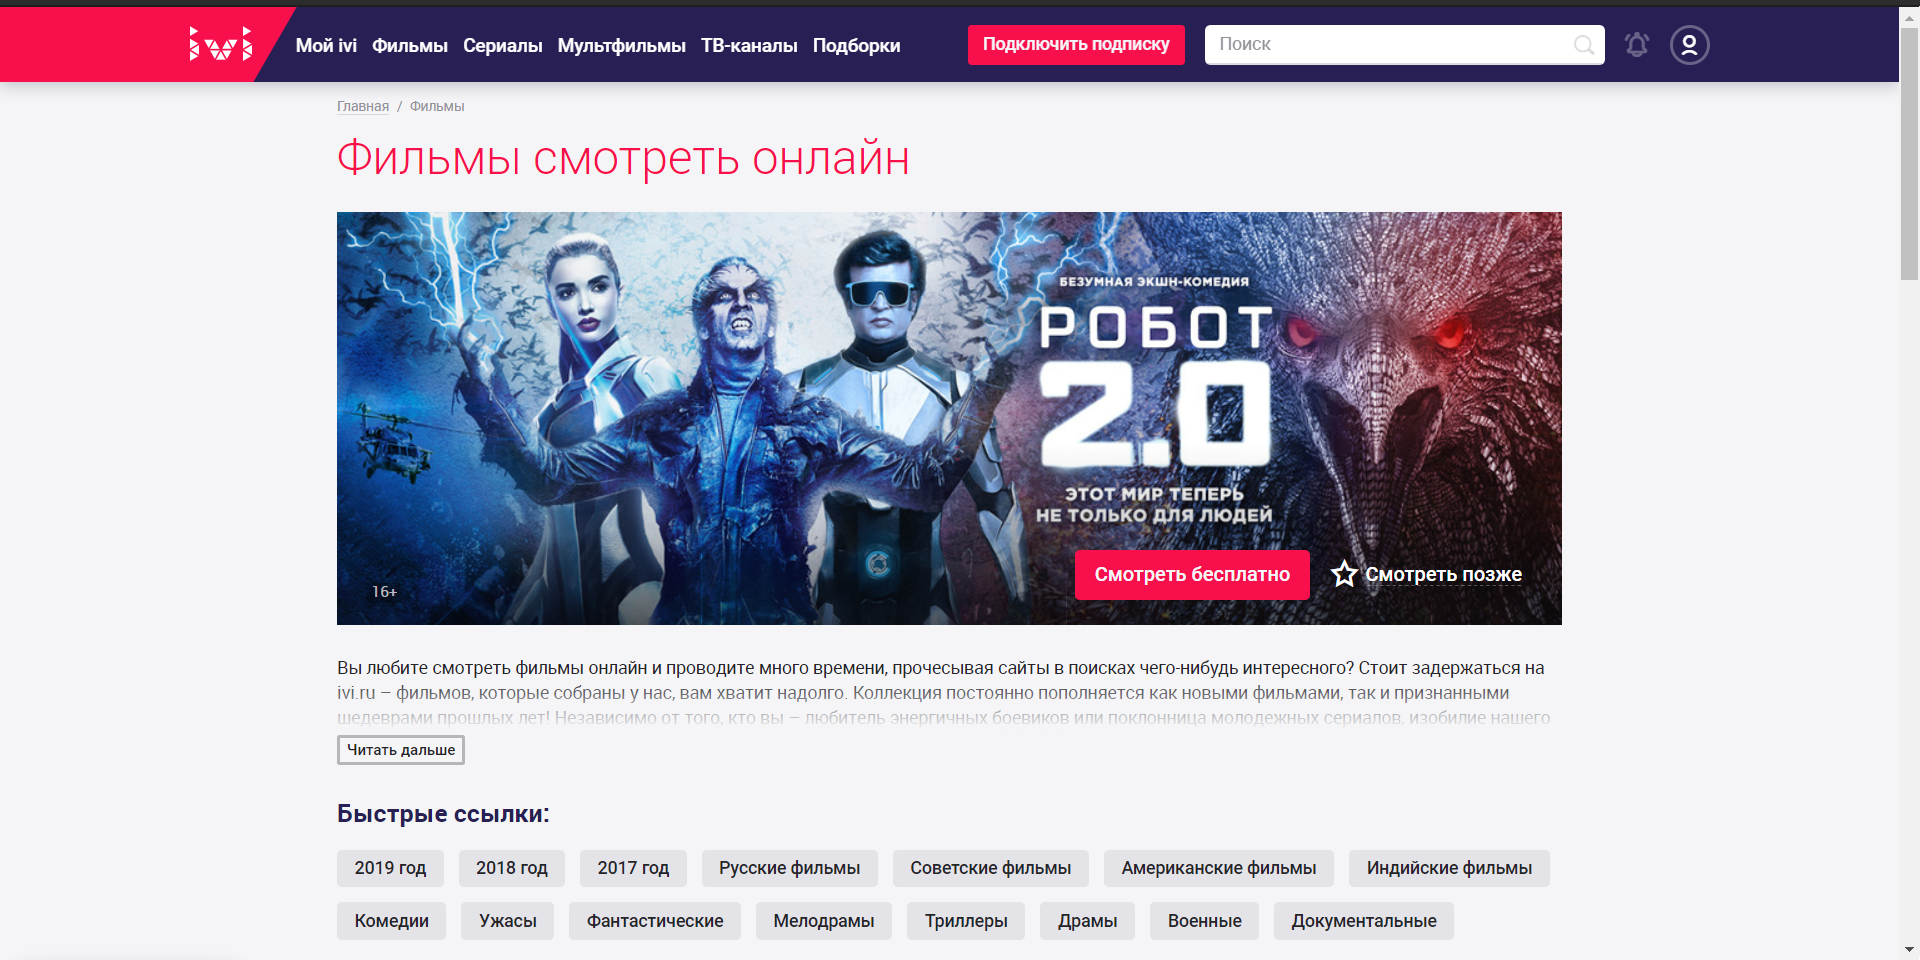 ivi
Мой ivi Фильмы Сериалы Мультфильмы ТВ-каналы Подборки
Подключить подписку
Поиск
Главная / Фильмы
Фильмы смотреть онлайн
БЕЗУМНАЯ ЭКШН-КОМЕДИЯ
РОБОТ
2.0
ЭТОТ МИР ТЕПЕРЬ
НЕ ТОЛЬКО ДЛЯ ЛЮДЕЙ
Смотреть бесплатно
Смотреть позже
16+
Вы любите смотреть фильмы онлайн и проводите много времени, прочесывая сайты в поисках чего-нибудь интересного? Стоит задержаться на
ivi.ru – фильмов, которые собраны у нас, вам хватит надолго. Коллекция постоянно пополняется как новыми фильмами, так и признанными
шедеврами прошлых лет! Независимо от того, кто вы – любитель энергичных боевиков или поклонница молодежных сериалов, изобилие нашего
Читать дальше
Быстрые ссылки:
2019 год 2018 год 2017 год Русские фильмы Советские фильмы Американские фильмы Индийские фильмы
Комедии Ужасы Фантастические Мелодрамы Триллеры Драмы Военные Документальные